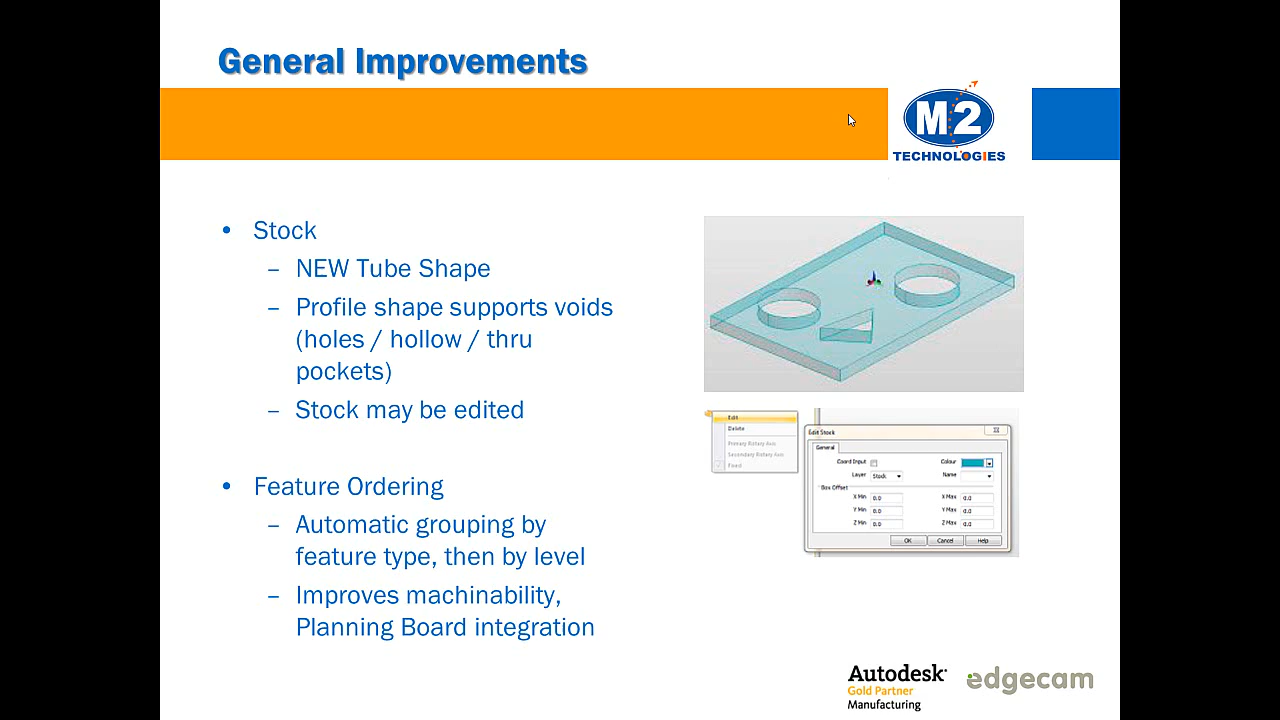 General Improvements
M2
TECHNOLOGIES
• Stock
– NEW Tube Shape
– Profile shape supports voids
(holes / hollow / thru
pockets)
– Stock may be edited
• Feature Ordering
– Automatic grouping by
feature type, then by level
– Improves machinability,
Planning Board integration
Edit
Delete
Primary Rotary Axis
Secondary Rotary Axis
Fixed
Edit Stock
General
Coord Input
Colour
Layer Stock
Name
Box Offset
X Min 0.0 X Max 0.0
Y Min 0.0 Y Max 0.0
Z Min 0.0 Z Max 0.0
OK Cancel Help
Autodesk
Gold Partner
Manufacturing
edgecam